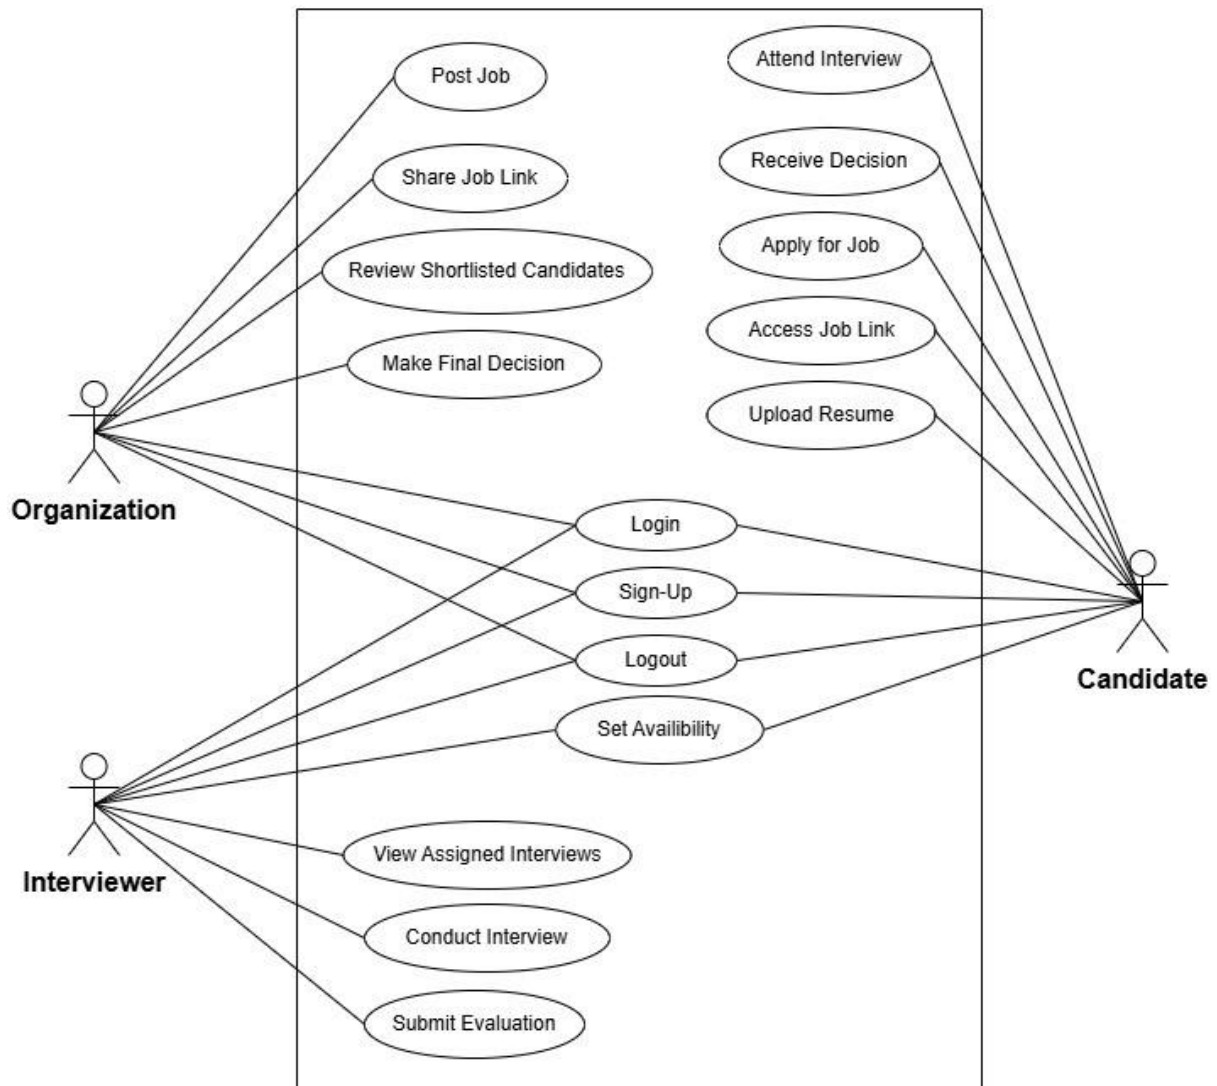 Post Job
Attend Interview
Share Job Link
Receive Decision
Review Shortlisted Candidates
Apply for Job
Make Final Decision
Access Job Link
Upload Resume
Organization
Login
Sign-Up
Logout
Candidate
Set Availibility
Interviewer
View Assigned Interviews
Conduct Interview
Submit Evaluation